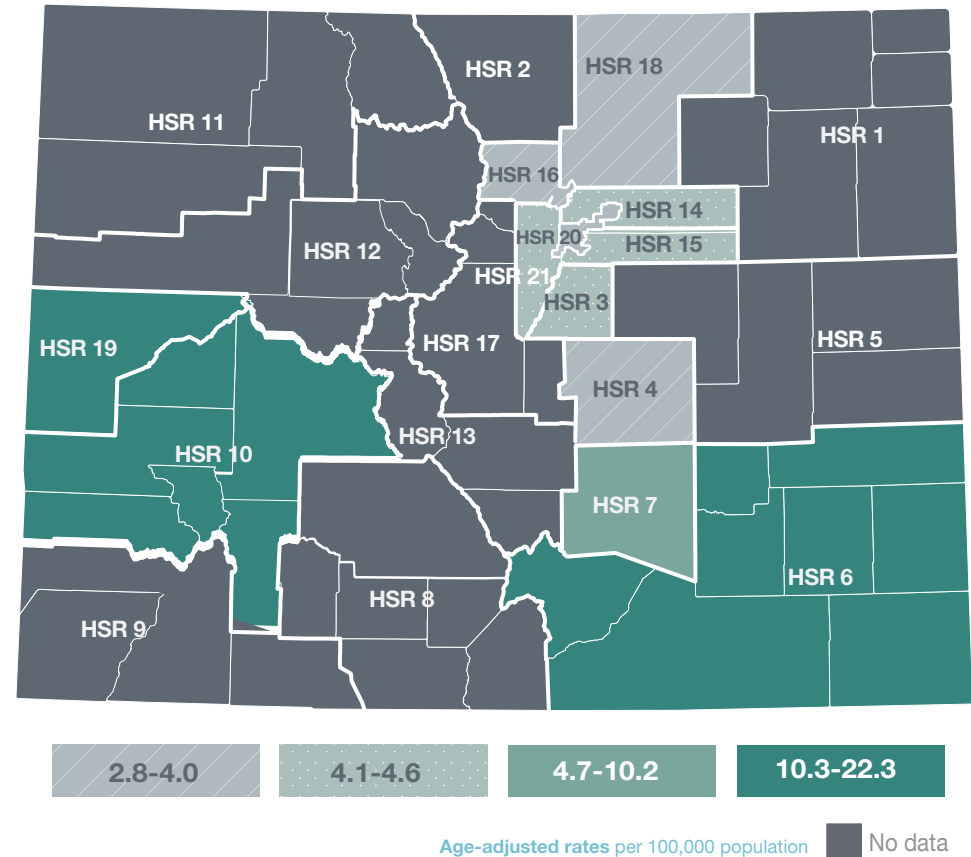 HSR 2
HSR 18
HSR 11
HSR 1
HSR 16
HSR 14
HSR 20
HSR 15
HSR 12
HSR 21
HSR 3
HSR 19
HSR 17
HSR 5
HSR 4
HSR 13
HSR 10
HSR 7
HSR 6
HSR 8
HSR 9
2.8-4.0
4.1-4.6
4.7-10.2
10.3-22.3
Age-adjusted rates per 100,000 population
No data